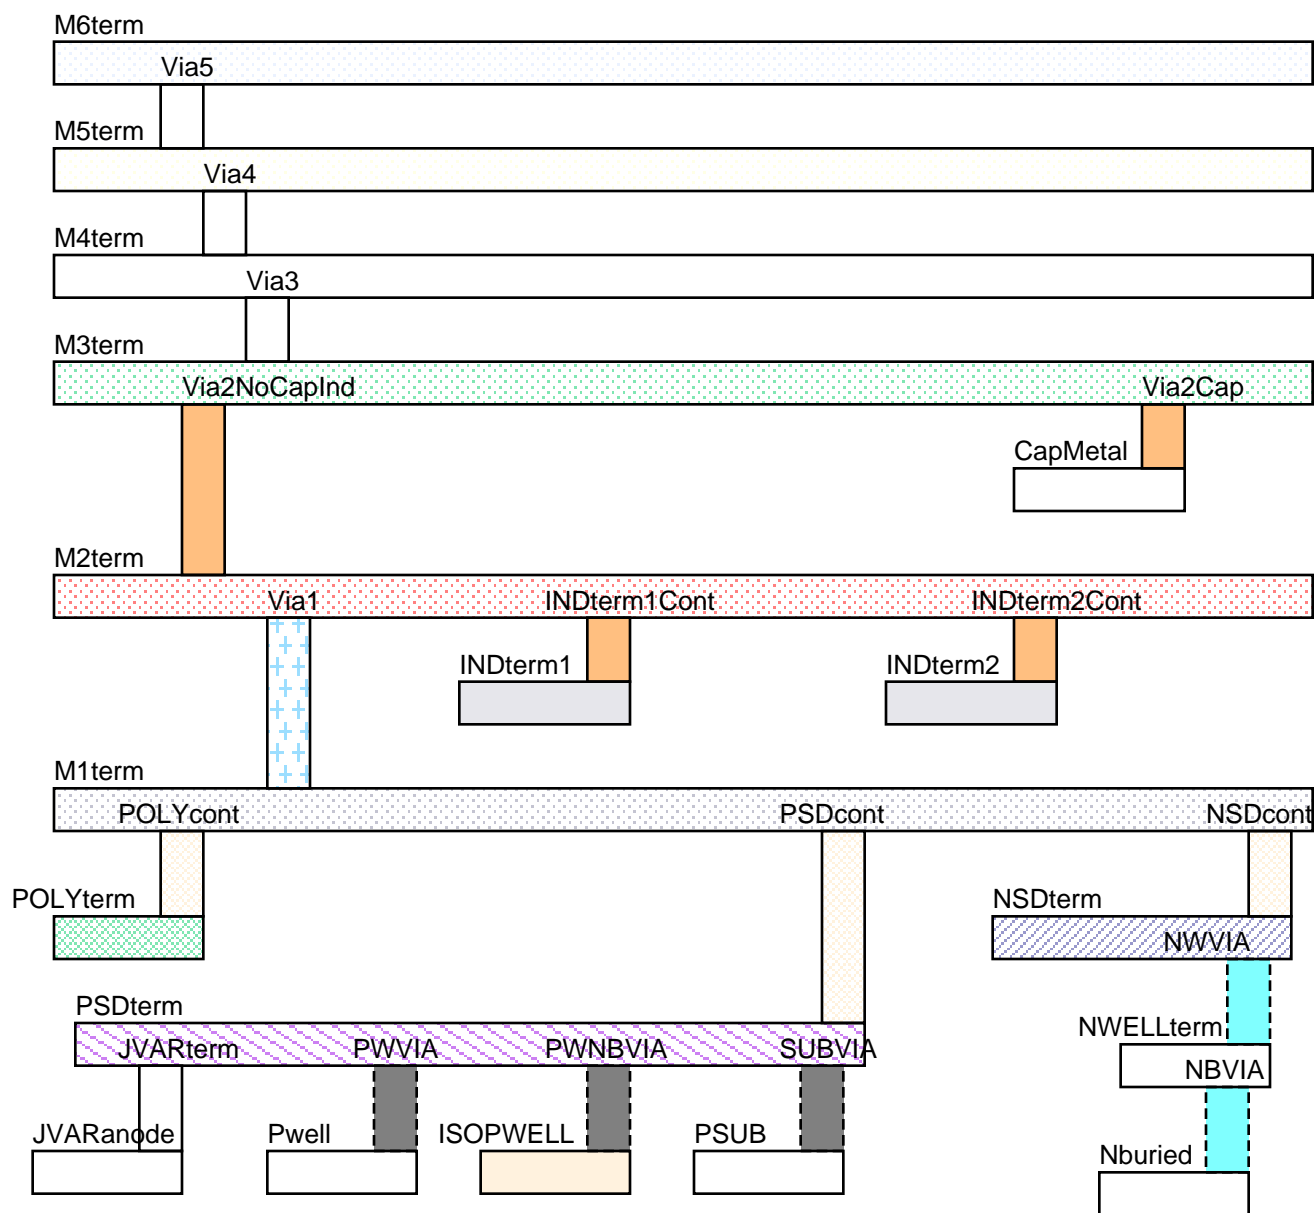 M6term
Via5
M5term
Via4
M4term
Via3
M3term
Via2NoCapInd Via2Cap
CapMetal
M2term
Via1 INDterm1Cont INDterm2Cont
INDterm1 INDterm2
M1term
POLYcont PSDcont NSDcont
POLYterm NSDterm
NWVIA
PSDterm
NWELLterm
JVARterm PWVIA PWNBVIA SUBVIA
NBVIA
JVARanode Pwell ISOPWELL PSUB
Nburied